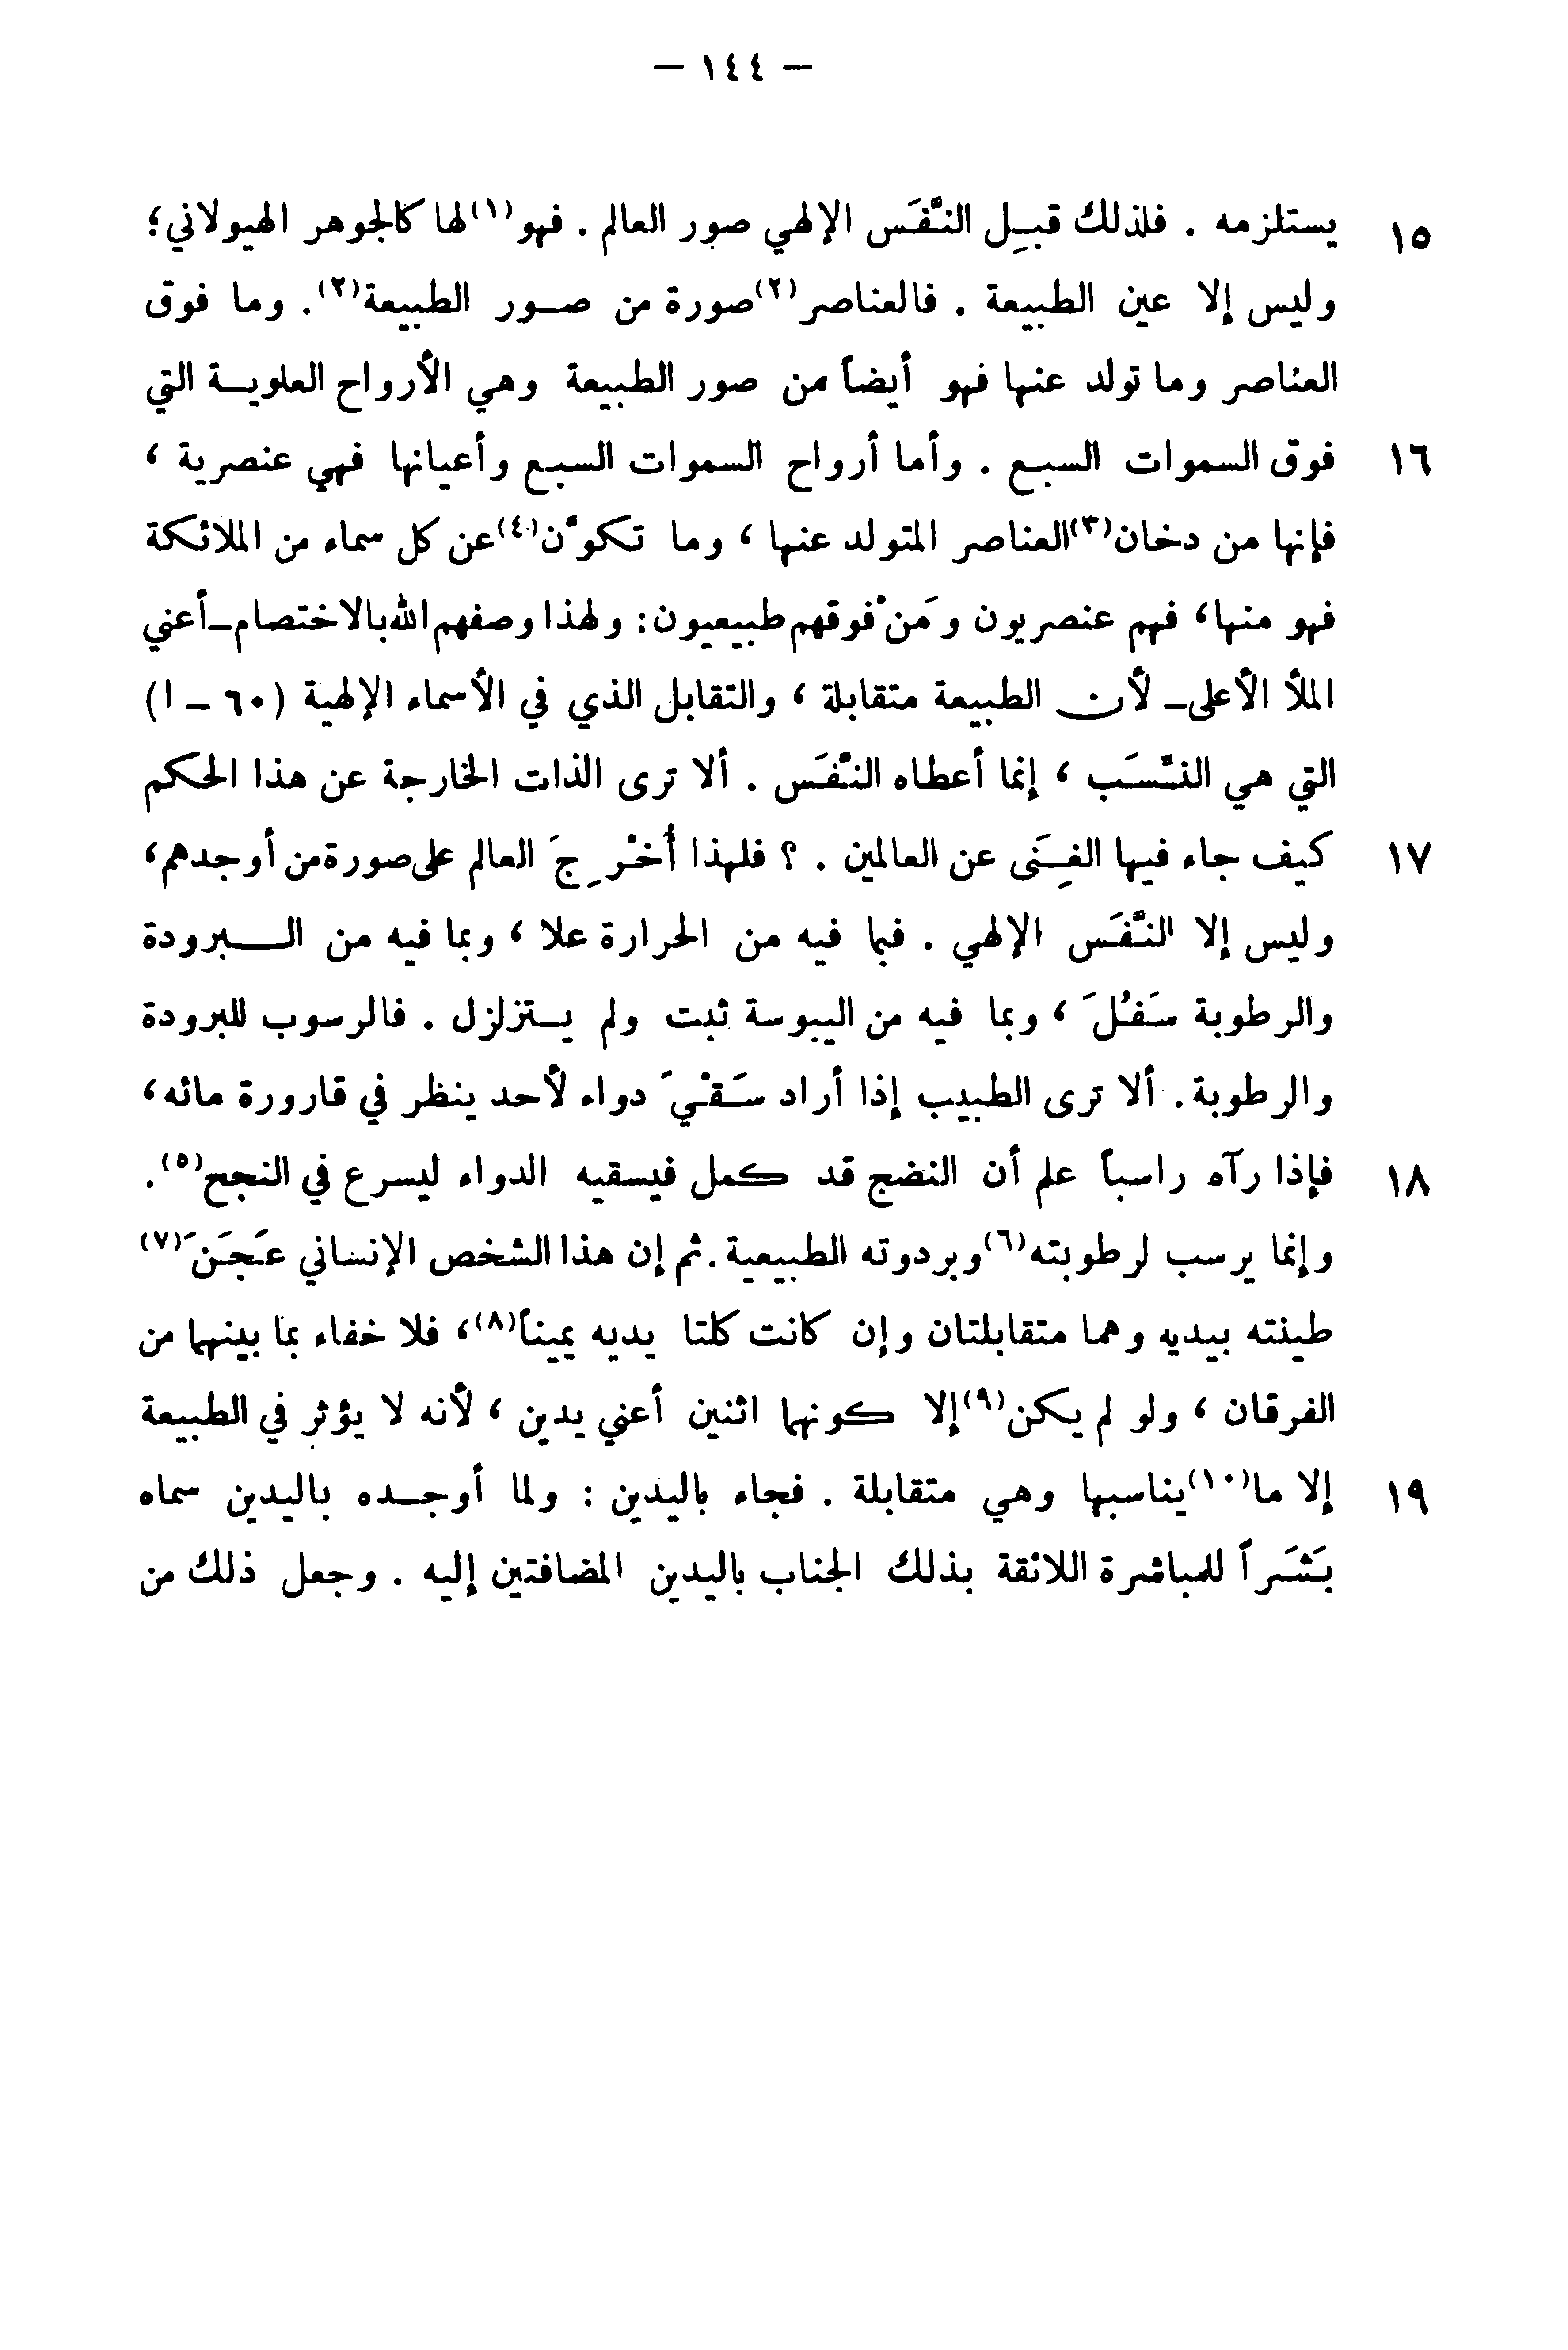 — ١٤٤ —
١٥ يستلزمه . فلذلك قبِل النَّفَس الإلهي صور العالم . فهو(١) لها كالجوهر الهيولاني؛
وليس إلا عين الطبيعة . فالعناصر(٢) صورة من صور الطبيعة(٢). وما فوق
العناصر وما تولد عنها فهو أيضاً من صور الطبيعة وهي الأرواح العلوية التي
١٦ فوق السموات السبع . وأما أرواح السموات السبع وأعيانها فهي عنصرية ،
فإنها من دخان(٣) العناصر المتولد عنها ، وما تكوَّن(٤) عن كل سماء من الملائكة
فهو منها، فهم عنصريون ومَنْ فوقهم طبيعيون: ولهذا وصفهم الله بالاختصام ـ أعني
الملأ الأعلى ـ لأن الطبيعة متقابلة ، والتقابل الذي في الأسماء الإلهية (٦٠ – ا)
التي هي النِّسَب ، إنما أعطاه النَّفَس . ألا ترى الذات الخارجة عن هذا الحكم
١٧ كيف جاء فيها الغِنَى عن العالمين . ؟ فلهذا أُخْرِجَ العالم على صورة من أوجدهم،
وليس إلا النَّفَس الإلهي . فبما فيه من الحرارة علا ، وبما فيه من البرودة
والرطوبة سَفُلَ ، وبما فيه من اليبوسة ثبت ولم يتزلزل . فالرسوب للبرودة
والرطوبة. ألا ترى الطبيب إذا أراد سَقْيَ دواء لأحد ينظر في قارورة مائه،
١٨ فإذا رآه راسباً علم أن النضج قد كمل فيسقيه الدواء ليسرع في النجح(٥).
وإنما يرسب لرطوبته(٦) وبردوته الطبيعية. ثم إن هذا الشخص الإنساني عَجَنَ(٧)
طينته بيديه وهما متقابلتان وإن كانت كلتا يديه يميناً(٨)، فلا خفاء بما بينهما من
الفرقان ، ولو لم يكن(٩) إلا كونهما اثنين أعني يدين ، لأنه لا يؤثر في الطبيعة
١٩ إلا ما(١٠) يناسبها وهي متقابلة . فجاء باليدين : ولما أوجده باليدين سماه
بَشَراً للمباشرة اللائقة بذلك الجناب باليدين المضافتين إليه . وجعل ذلك من